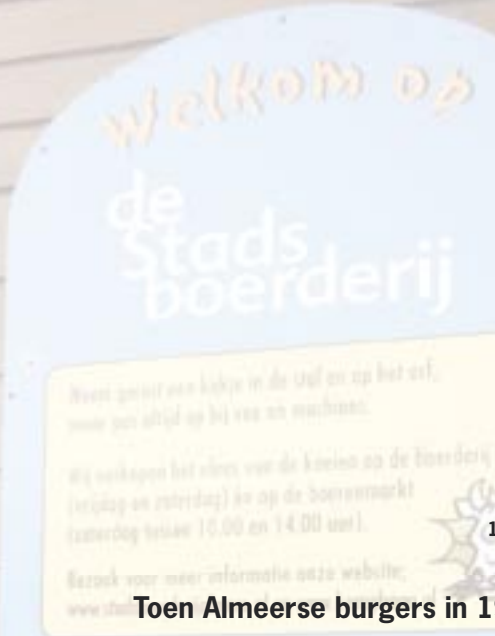 Welkom op
de
Stads
boerderij
Neem gerust een kijkje in de stal en op het erf,
maar pas altijd op bij vee en machines.
Wij verkopen het vlees van de koeien op de boerderij
(vrijdag en zaterdag) en op de boerenmarkt
(zaterdag tussen 10.00 en 14.00 uur).
Bezoek voor meer informatie onze website:
1
Toen Almeerse burgers in 1